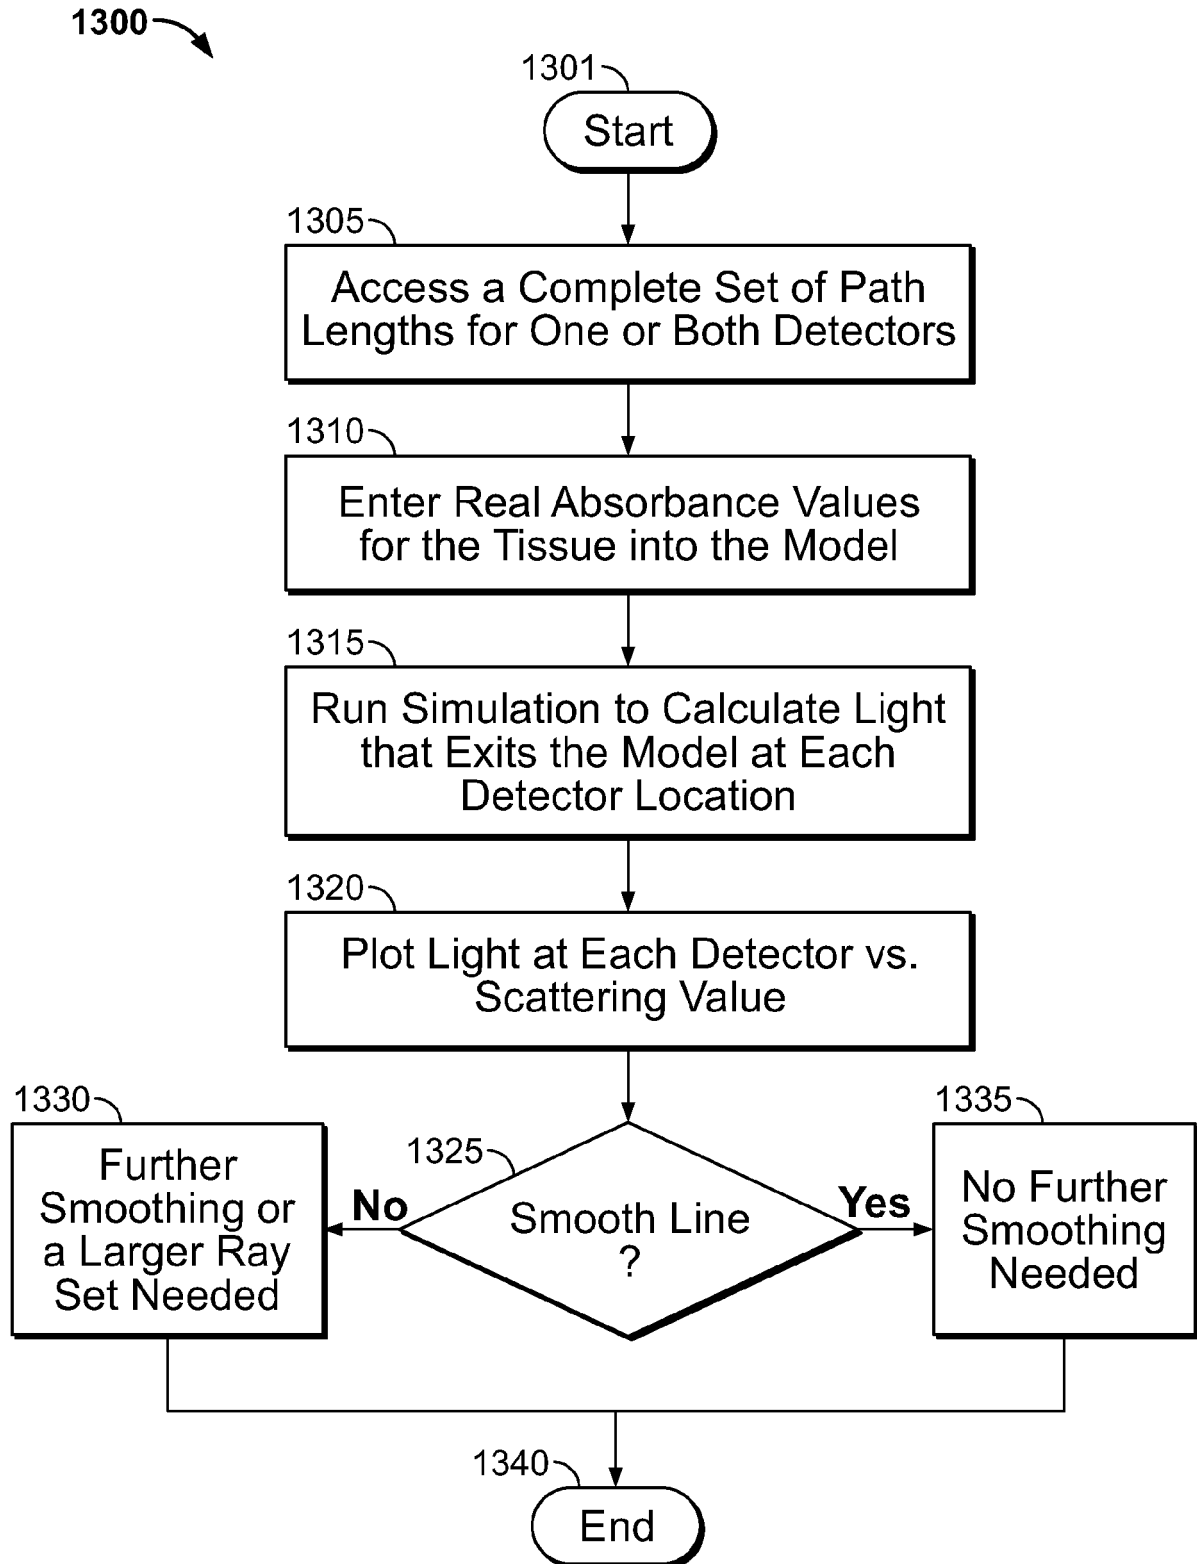 1300
1301
Start
1305
Access a Complete Set of Path
Lengths for One or Both Detectors
1310
Enter Real Absorbance Values
for the Tissue into the Model
1315
Run Simulation to Calculate Light
that Exits the Model at Each
Detector Location
1320
Plot Light at Each Detector vs.
Scattering Value
1330
Further
Smoothing or
a Larger Ray
Set Needed
No
1325
Smooth Line
?
Yes
1335
No Further
Smoothing
Needed
1340
End